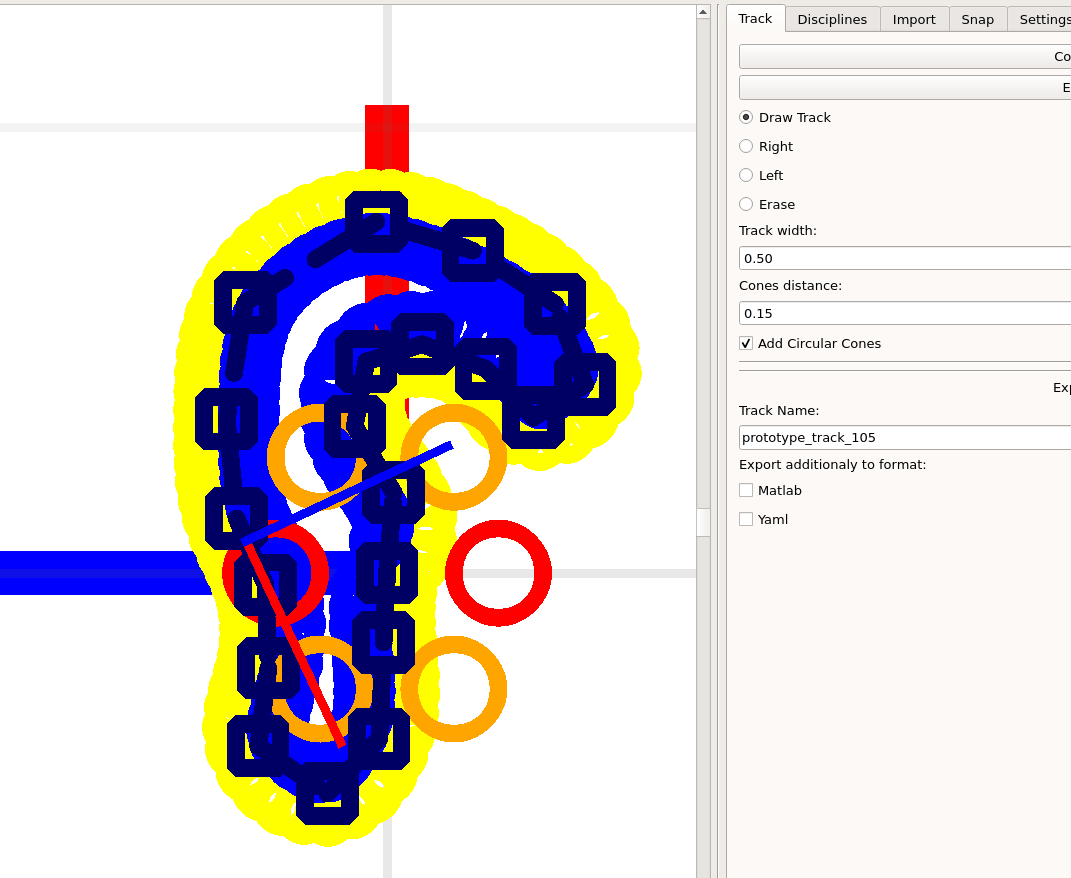 Track Disciplines Import Snap Settings
Co
E
Draw Track
Right
Left
Erase
Track width:
0.50
Cones distance:
0.15
Add Circular Cones
Exp
Track Name:
prototype_track_105
Export additionaly to format:
Matlab
Yaml